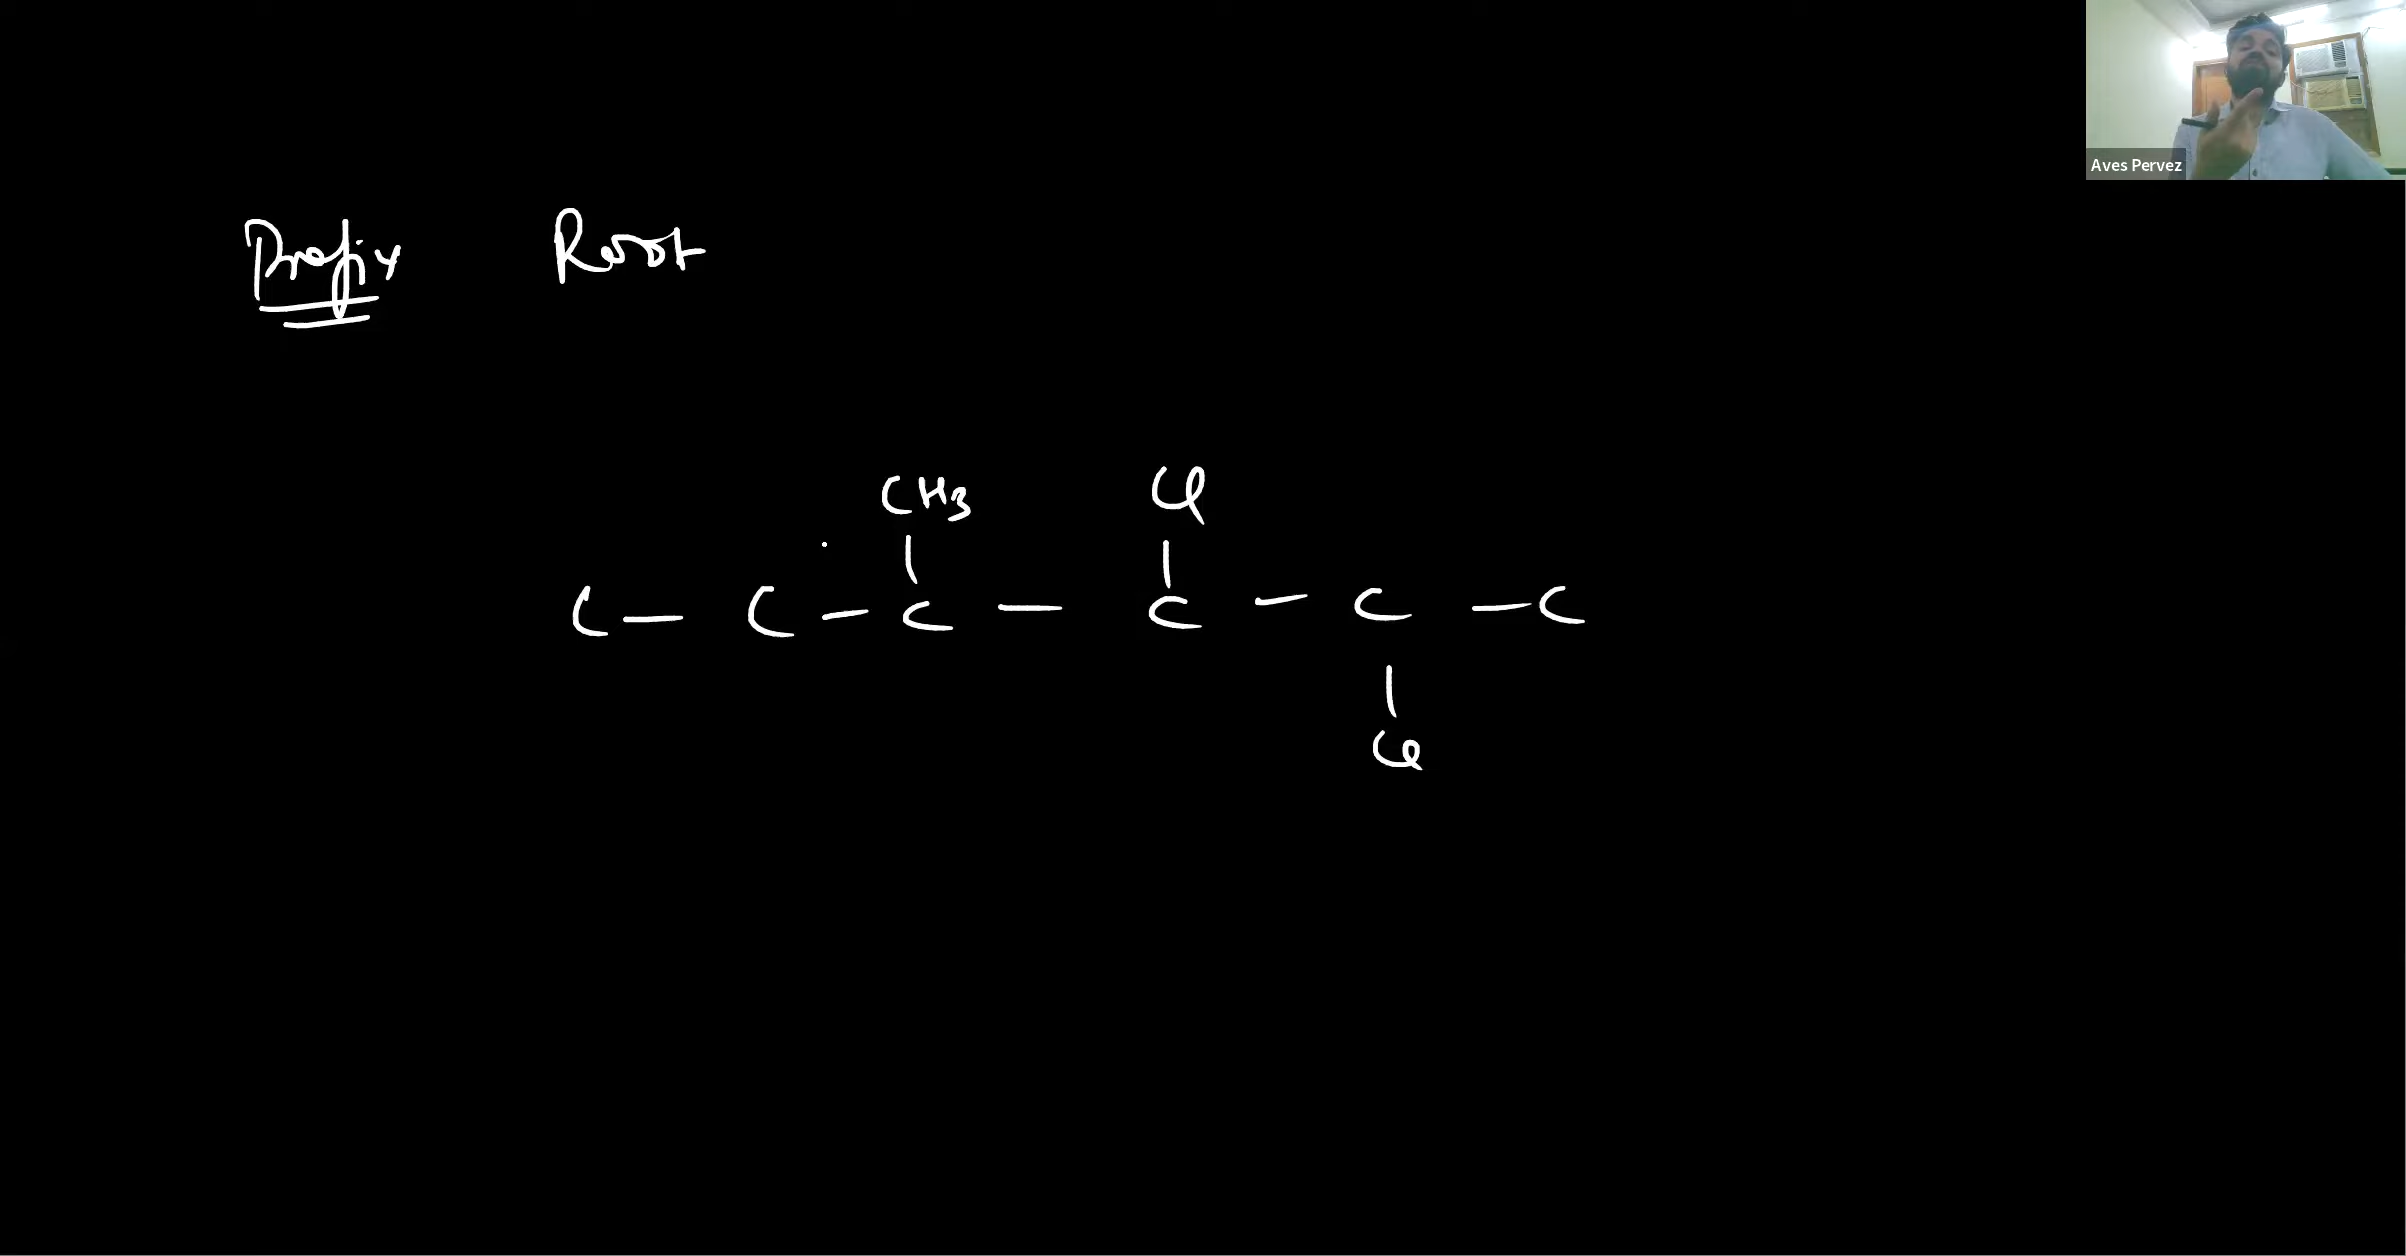 Aves Pervez
Prefix Root
CH3 Cl
C — C — C — C — C — C
Cl